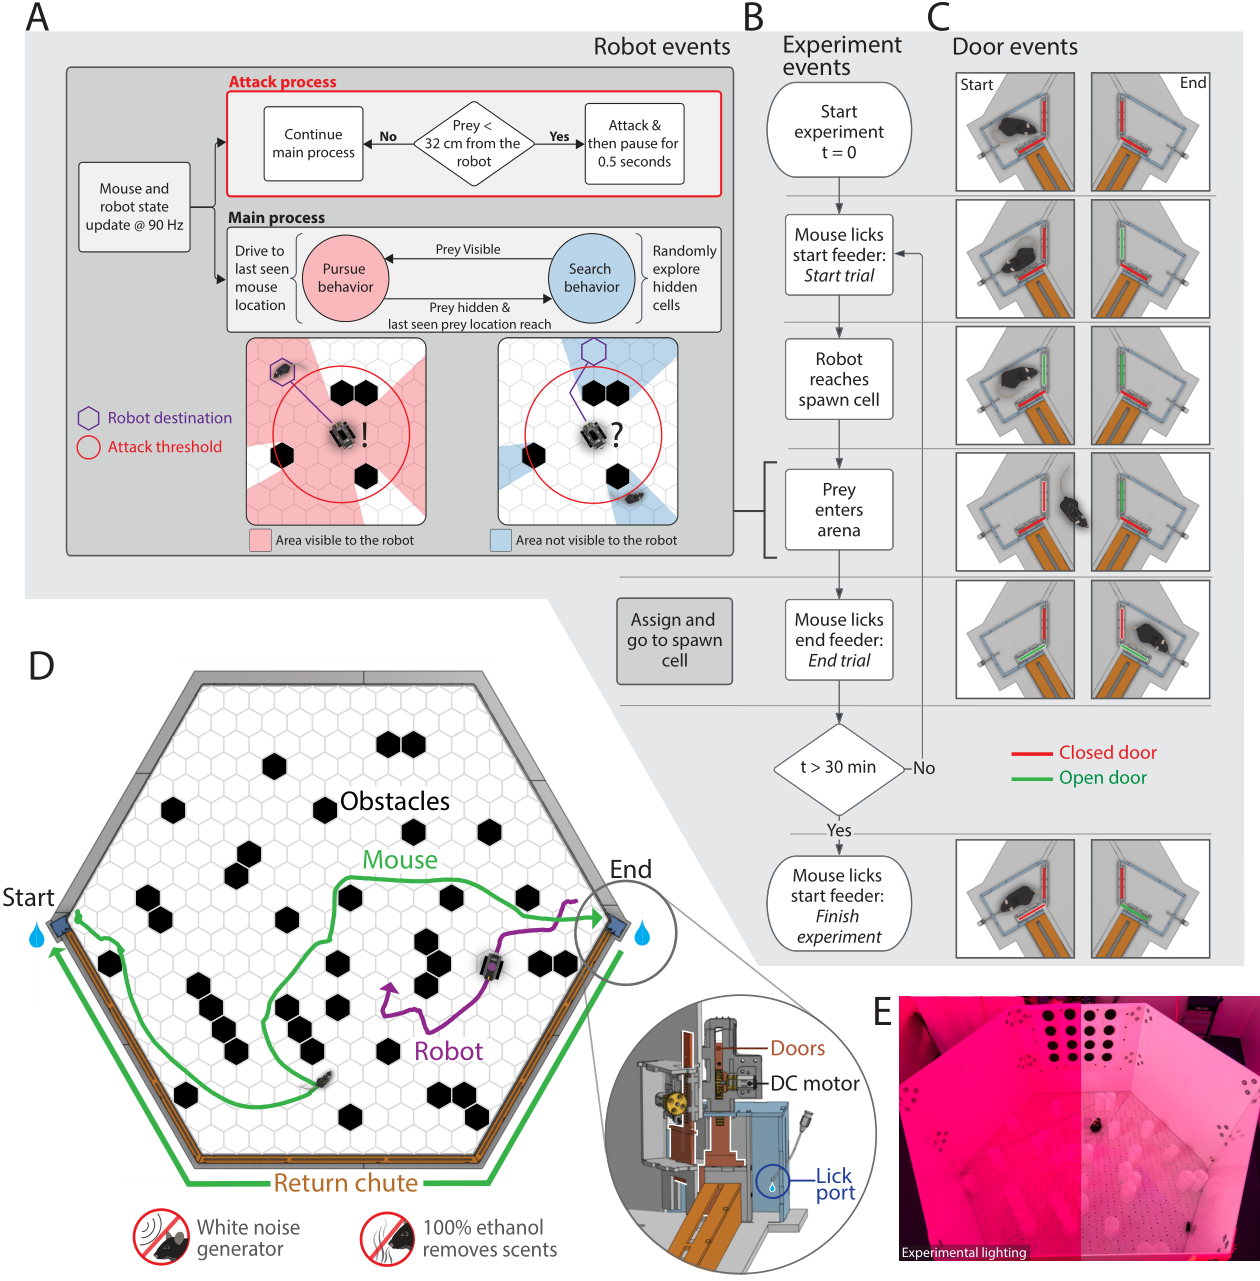 A
Robot events
Attack process
Continue
main process
No
Prey <
32 cm from the
robot
Yes
Attack &
then pause for
0.5 seconds
Mouse and
robot state
update @ 90 Hz
Main process
Drive to
last seen
mouse
location
Pursue
behavior
Prey Visible
Prey hidden &
last seen prey location reach
Search
behavior
Randomly
explore
hidden
cells
Robot destination
Attack threshold
!
?
Area visible to the robot
Area not visible to the robot
B
Experiment
events
Start
experiment
t = 0
Mouse licks
start feeder:
Start trial
Robot
reaches
spawn cell
Prey
enters
arena
Assign and
go to spawn
cell
Mouse licks
end feeder:
End trial
t > 30 min
No
Yes
Mouse licks
start feeder:
Finish
experiment
C
Door events
Start
End
Closed door
Open door
D
Obstacles
Mouse
Start
End
Robot
Return chute
White noise
generator
100% ethanol
removes scents
Doors
DC motor
Lick
port
E
Experimental lighting